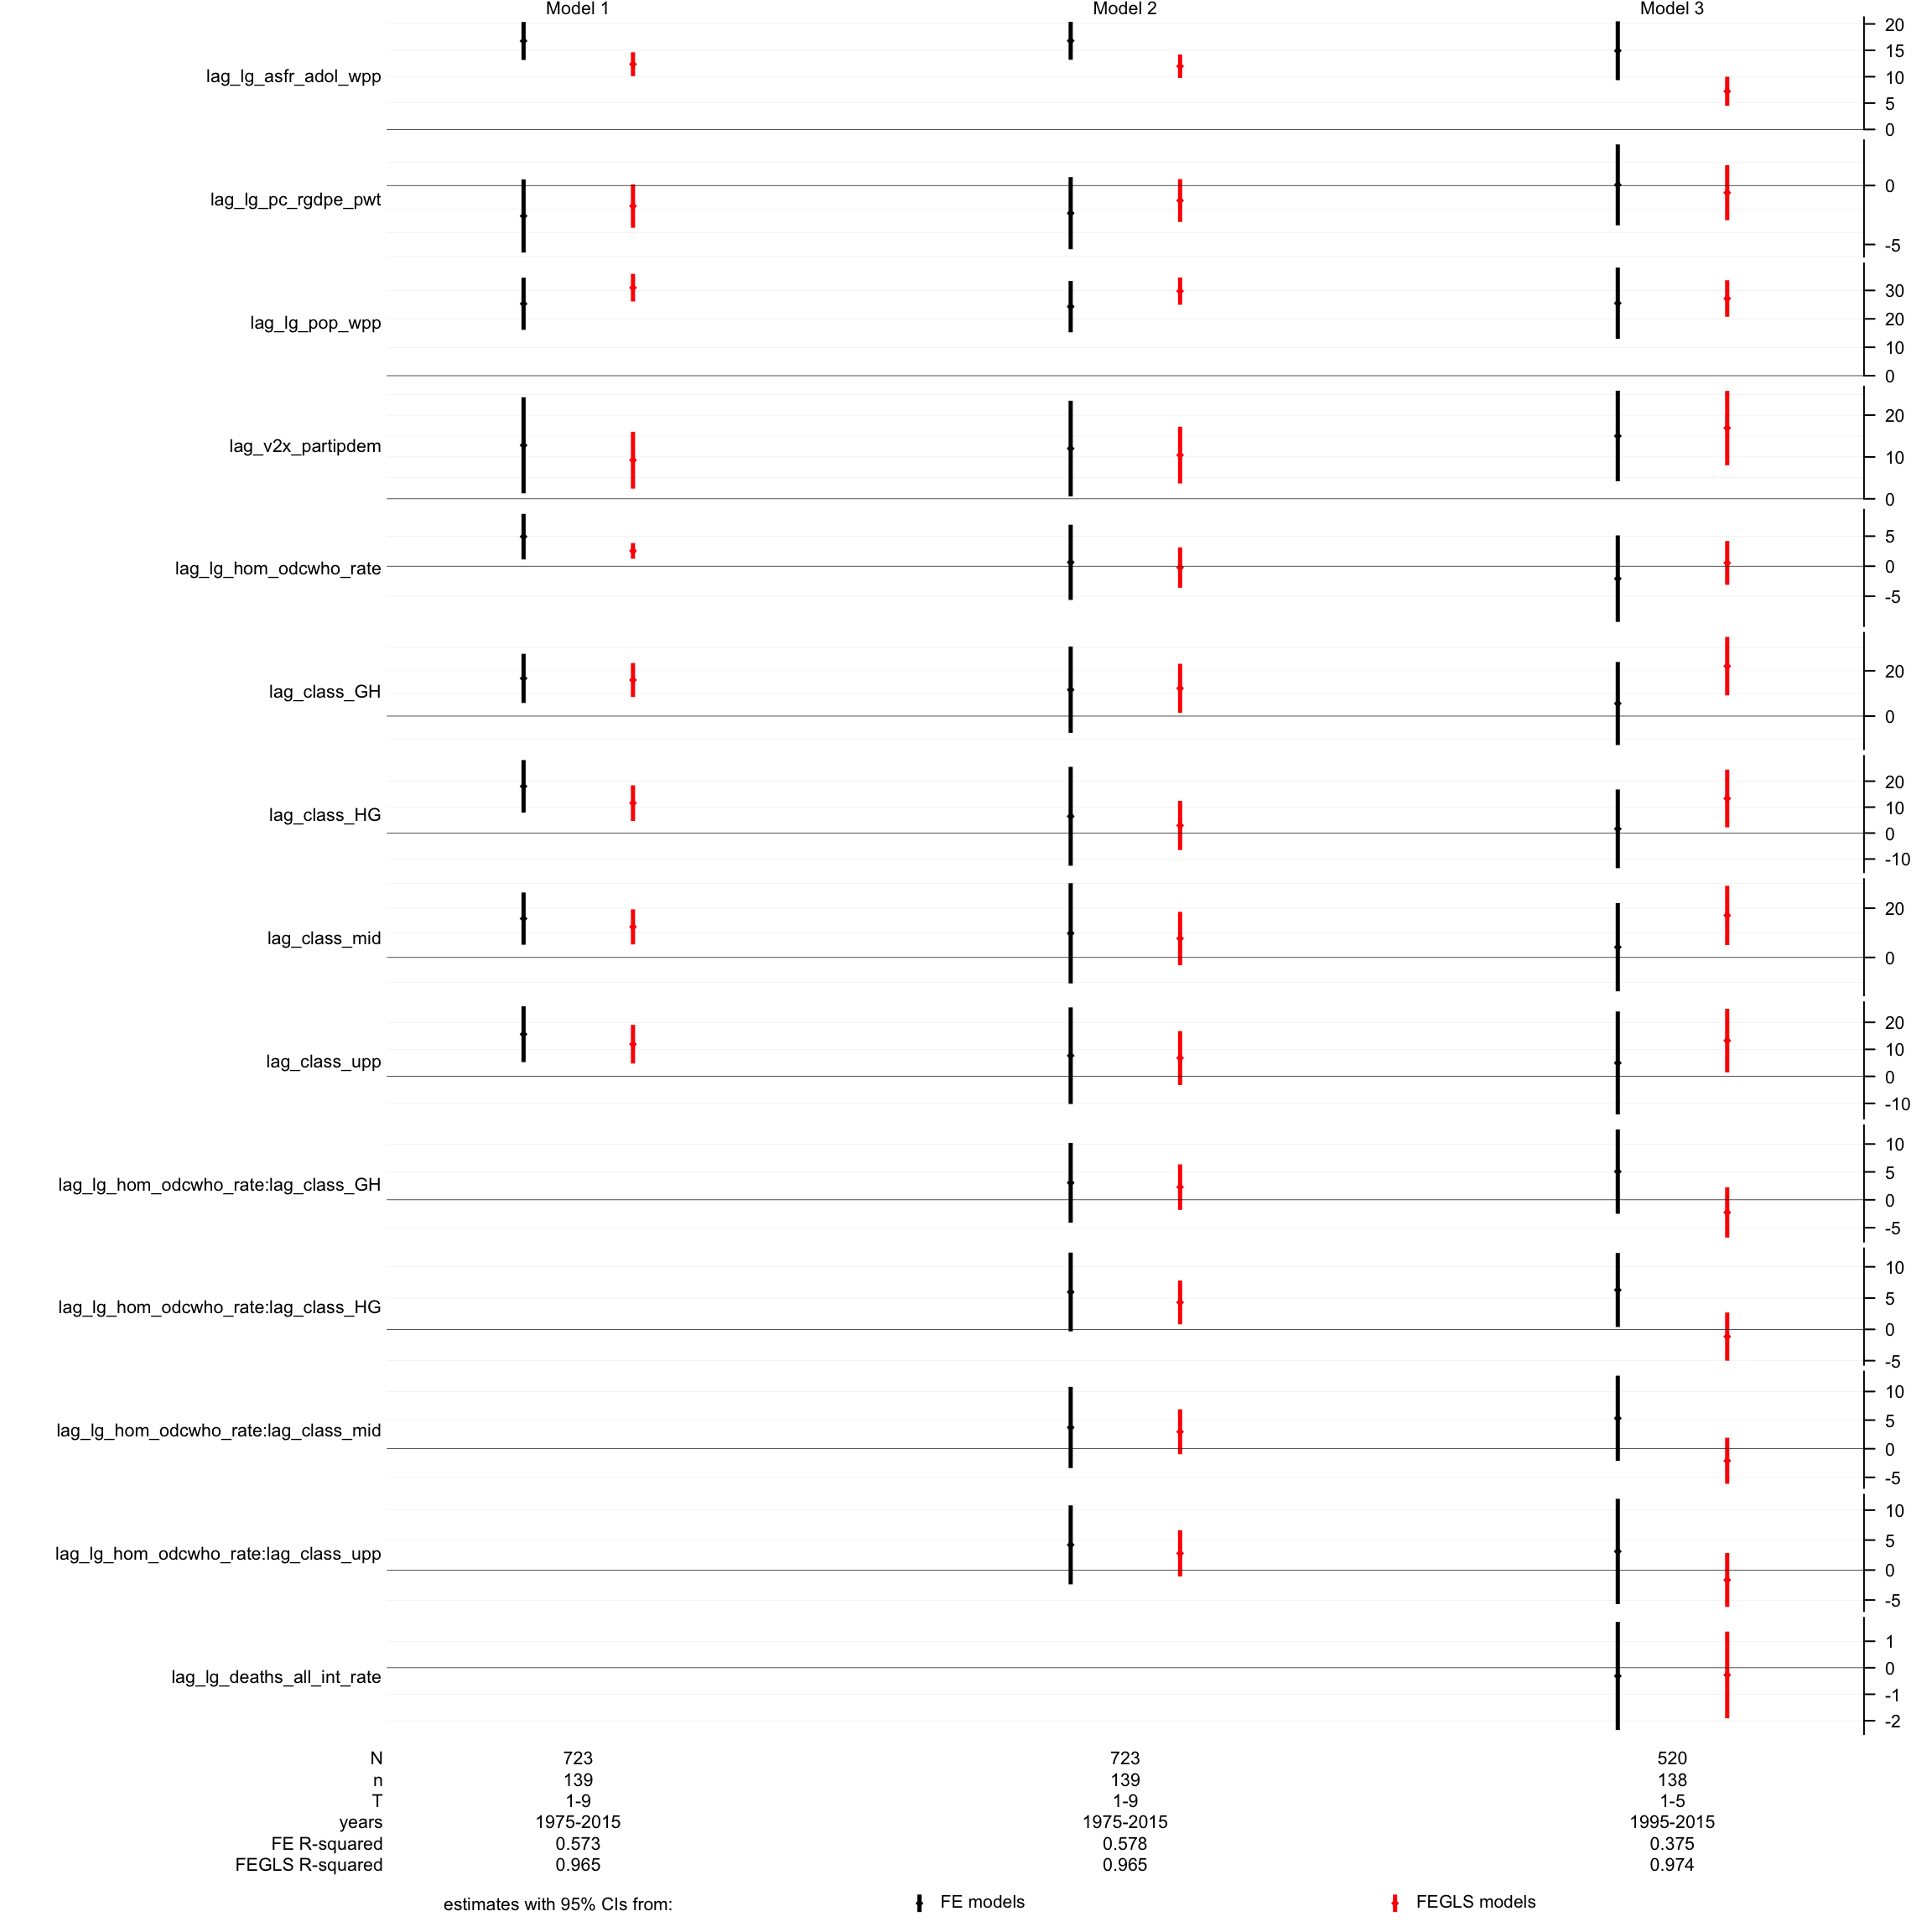 Model 1 Model 2 Model 3
lag_lg_asfr_adol_wpp 20 15 10 5 0
lag_lg_pc_rgdpe_pwt 0 -5
lag_lg_pop_wpp 30 20 10 0
lag_v2x_partipdem 20 10 0
lag_lg_hom_odcwho_rate 5 0 -5
lag_class_GH 20 0
lag_class_HG 20 10 0 -10
lag_class_mid 20 0
lag_class_upp 20 10 0 -10
lag_lg_hom_odcwho_rate:lag_class_GH 10 5 0 -5
lag_lg_hom_odcwho_rate:lag_class_HG 10 5 0 -5
lag_lg_hom_odcwho_rate:lag_class_mid 10 5 0 -5
lag_lg_hom_odcwho_rate:lag_class_upp 10 5 0 -5
lag_lg_deaths_all_int_rate 1 0 -1 -2
N 723 723 520
n 139 139 138
T 1-9 1-9 1-5
years 1975-2015 1975-2015 1995-2015
FE R-squared 0.573 0.578 0.375
FEGLS R-squared 0.965 0.965 0.974
estimates with 95% CIs from: FE models FEGLS models